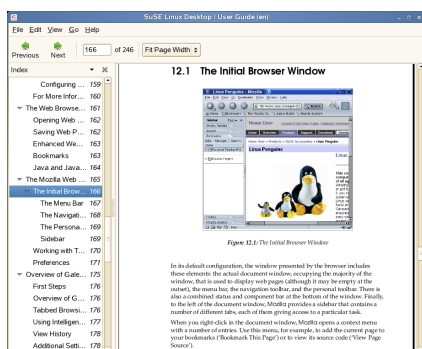 SuSE Linux Desktop / User Guide (en)
File Edit View Go Help
Previous Next 166 of 246 Fit Page Width
Index
Configuring ... 159
For More Infor... 160
The Web Browse... 161
Opening Web ... 162
Saving Web P... 162
Enhanced We... 163
Bookmarks 163
Java and Java... 164
The Mozilla Web ... 165
The Initial Brow... 166
The Menu Bar 167
The Navigati... 168
The Persona... 169
Sidebar 169
Working with T... 170
Preferences 171
Overview of Gale... 175
First Steps 176
Overview of G... 176
Tabbed Browsi... 176
Using Intelligen... 177
View History 178
Additional Setti... 178
12.1 The Initial Browser Window
Linux Penguins - Mozilla
Home User
Linux Penguins
Figure 12.1: The Initial Browser Window
In its default configuration, the window presented by the browser includes
these elements: the actual document window, occupying the majority of the
window, that is used to display web pages (although it may be empty at the
outset), the menu bar, the navigation toolbar, and the personal toolbar. There is
also a combined status and component bar at the bottom of the window. Finally,
to the left of the document window, Mozilla provides a sidebar that contains a
number of different tabs, each of them giving access to a particular task.
When you right-click in the document window, Mozilla opens a context menu
with a number of entries. Use this menu, for example, to add the current page to
your bookmarks ('Bookmark This Page') or to view its source code ('View Page
Source').